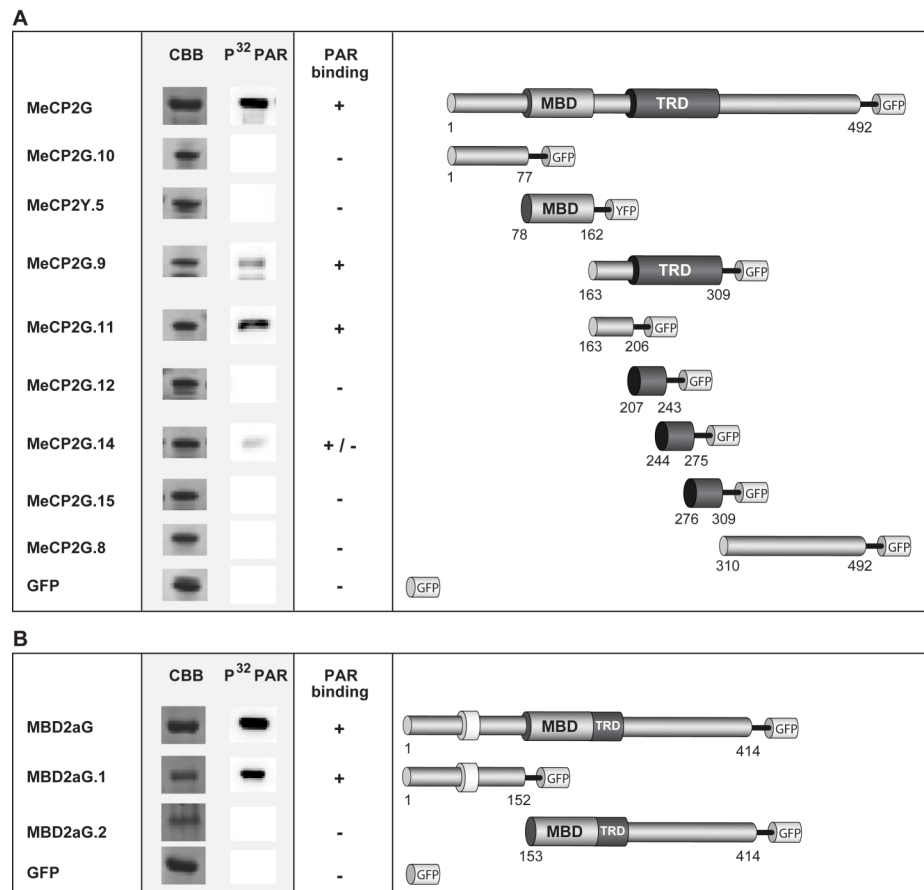 A
CBB P³² PAR PAR binding
MeCP2G + MBD TRD GFP
1 492
MeCP2G.10 - GFP
1 77
MeCP2Y.5 - MBD YFP
78 162
MeCP2G.9 + TRD GFP
163 309
MeCP2G.11 + GFP
163 206
MeCP2G.12 - GFP
207 243
MeCP2G.14 + / - GFP
244 275
MeCP2G.15 - GFP
276 309
MeCP2G.8 - GFP
310 492
GFP - GFP
B
CBB P³² PAR PAR binding
MBD2aG + MBD TRD GFP
1 414
MBD2aG.1 + GFP
1 152
MBD2aG.2 - MBD TRD GFP
153 414
GFP - GFP